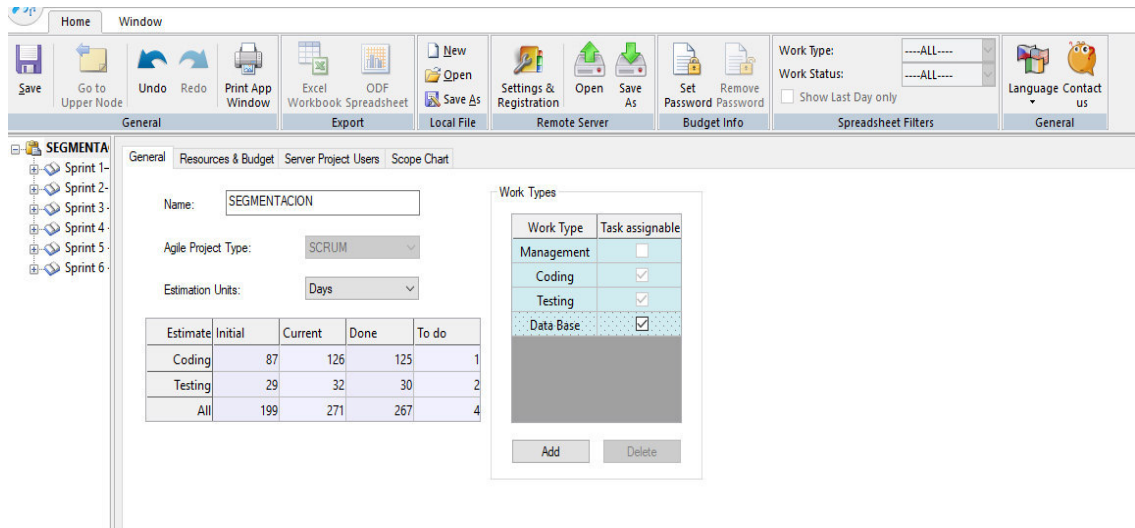 Home Window
Save
Go to Upper Node
Undo
Redo
Print App Window
General
Excel Workbook
ODF Spreadsheet
Export
New
Open
Save As
Local File
Settings & Registration
Open
Save As
Remote Server
Set Password
Remove Password
Budget Info
Work Type: ----ALL----
Work Status: ----ALL----
Show Last Day only
Spreadsheet Filters
Language
Contact us
General
SEGMENTA
Sprint 1-
Sprint 2-
Sprint 3 -
Sprint 4 -
Sprint 5 -
Sprint 6 -
General Resources & Budget Server Project Users Scope Chart
Name: SEGMENTACION
Agile Project Type: SCRUM
Estimation Units: Days
Estimate Initial Current Done To do
Coding 87 126 125 1
Testing 29 32 30 2
All 199 271 267 4
Work Types
Work Type Task assignable
Management
Coding
Testing
Data Base
Add Delete